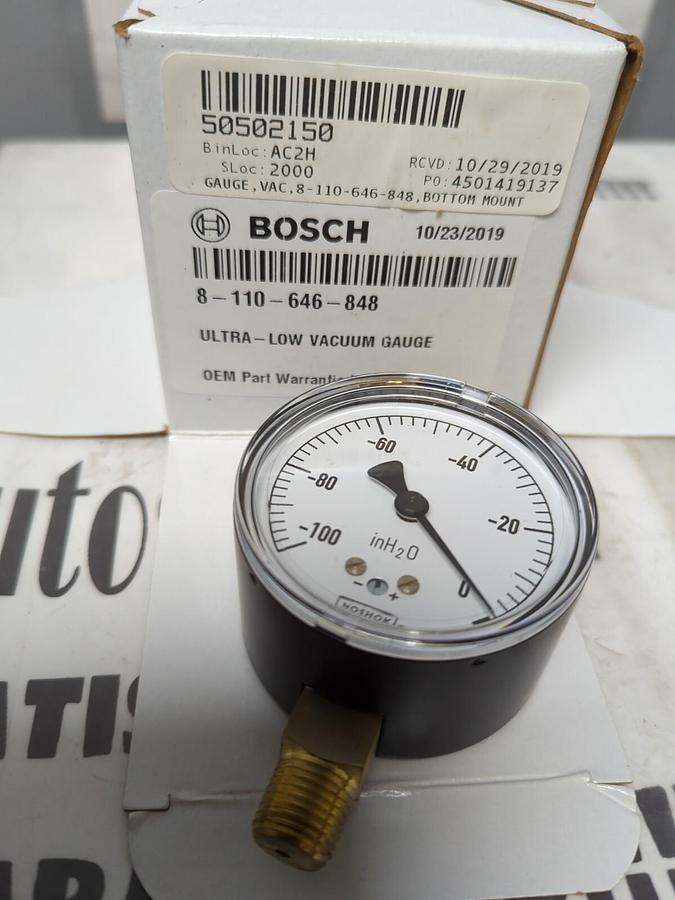 50502150
BinLoc: AC2H
RCVD: 10/29/2019
SLoc: 2000
PO: 4501419137
GAUGE,VAC,8-110-646-848,BOTTOM MOUNT
BOSCH 10/23/2019
8-110-646-848
ULTRA-LOW VACUUM GAUGE
OEM Part
-60
-40
-80
-20
-100
inH2O
0
- +
NOSHOK